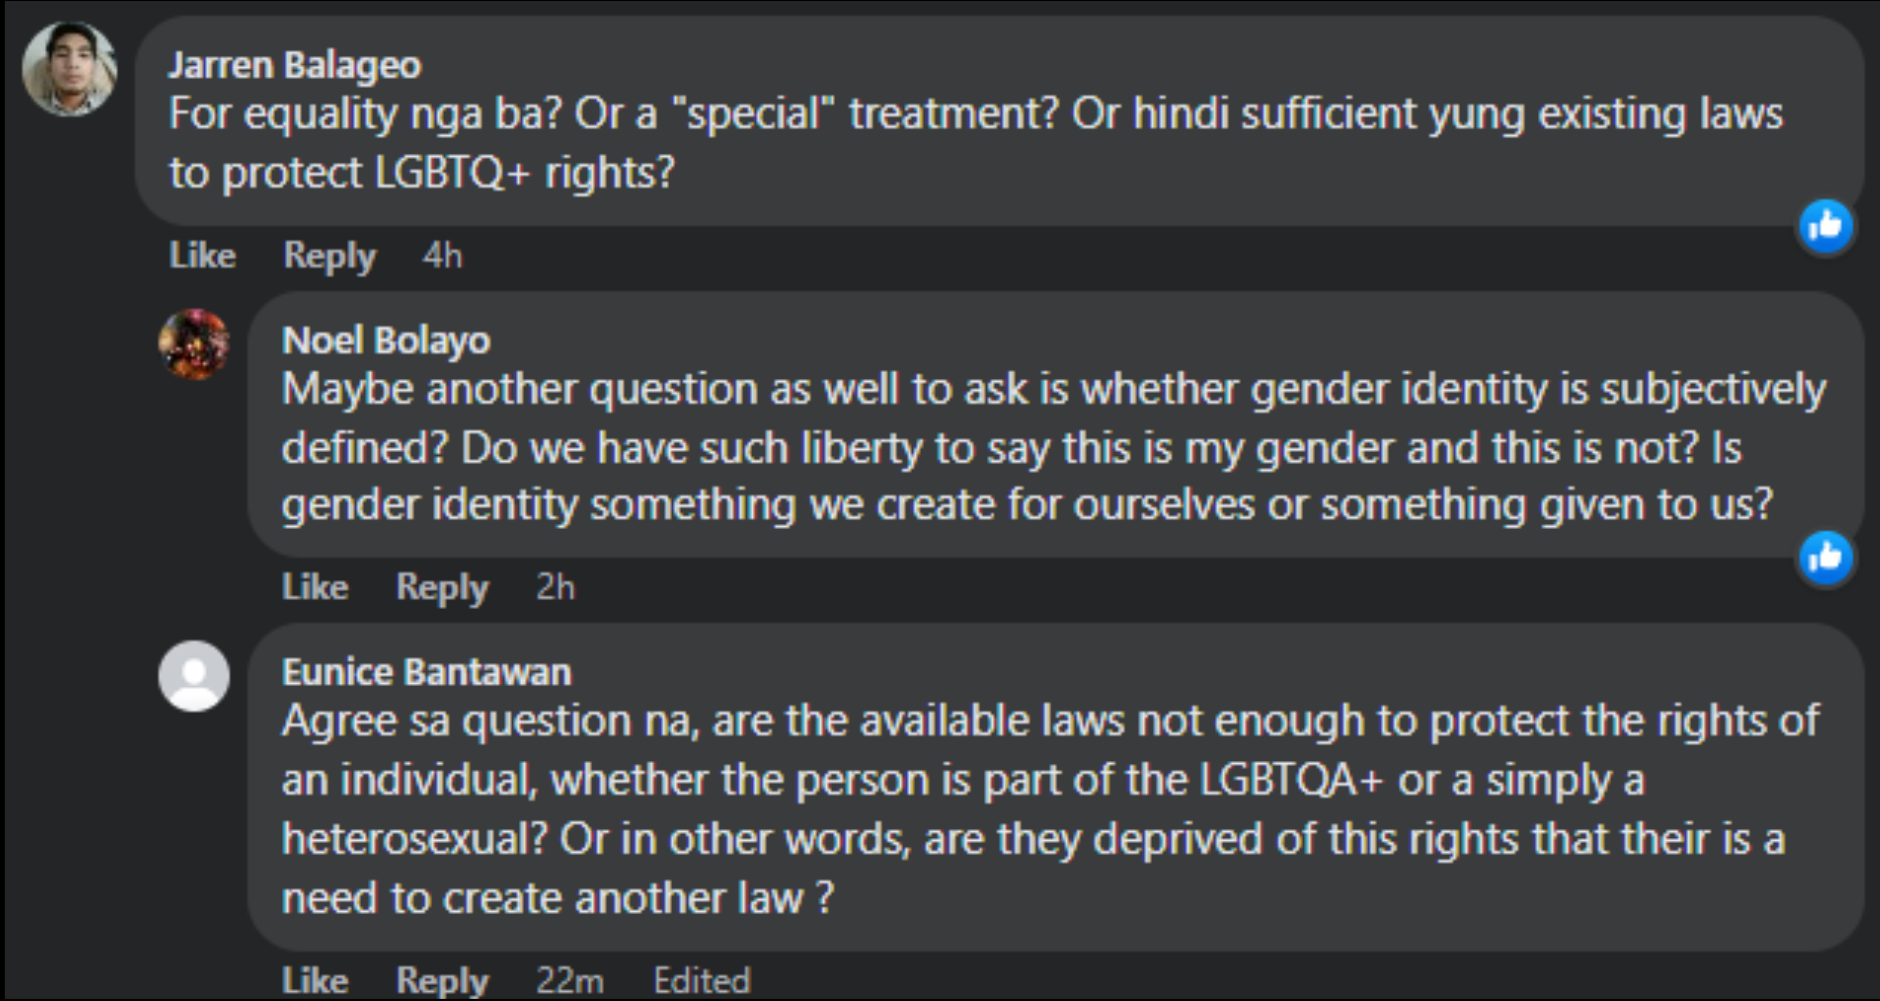 Jarren Balageo
For equality nga ba? Or a "special" treatment? Or hindi sufficient yung existing laws
to protect LGBTQ+ rights?
Like Reply 4h
Noel Bolayo
Maybe another question as well to ask is whether gender identity is subjectively
defined? Do we have such liberty to say this is my gender and this is not? Is
gender identity something we create for ourselves or something given to us?
Like Reply 2h
Eunice Bantawan
Agree sa question na, are the available laws not enough to protect the rights of
an individual, whether the person is part of the LGBTQA+ or a simply a
heterosexual? Or in other words, are they deprived of this rights that their is a
need to create another law ?
Like Reply 22m Edited